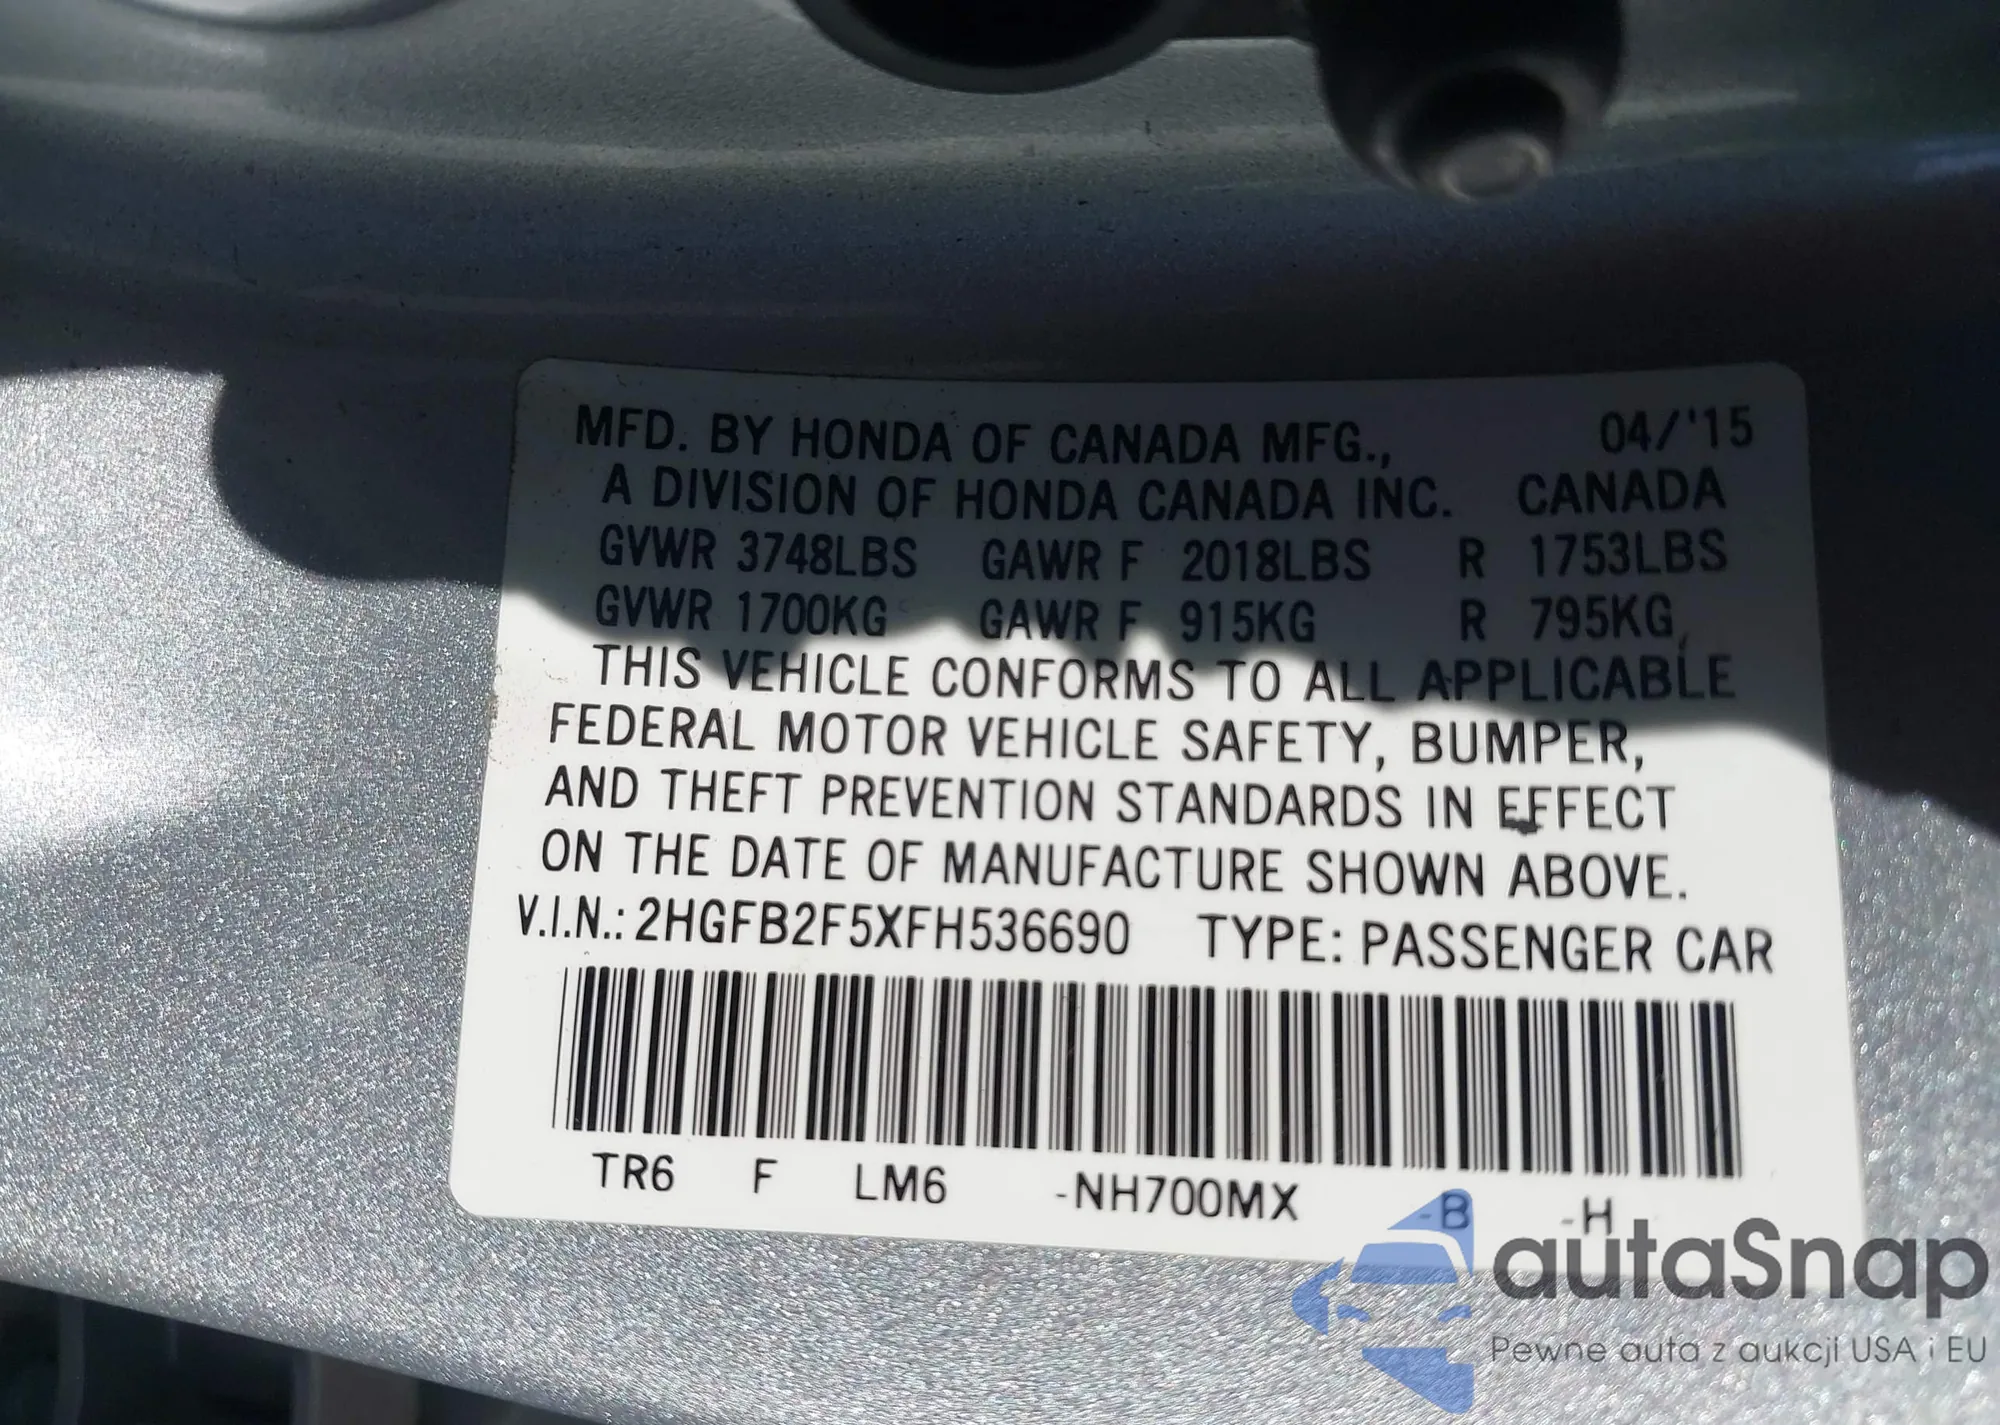 MFD. BY HONDA OF CANADA MFG., 04/'15
A DIVISION OF HONDA CANADA INC. CANADA
GVWR 3748LBS GAWR F 2018LBS R 1753LBS
GVWR 1700KG GAWR F 915KG R 795KG
THIS VEHICLE CONFORMS TO ALL APPLICABLE
FEDERAL MOTOR VEHICLE SAFETY, BUMPER,
AND THEFT PREVENTION STANDARDS IN EFFECT
ON THE DATE OF MANUFACTURE SHOWN ABOVE.
V.I.N.: 2HGFB2F5XFH536690 TYPE: PASSENGER CAR
TR6 F LM6 -NH700MX -B -H
autaSnap
Pewne auta z aukcji USA i EU